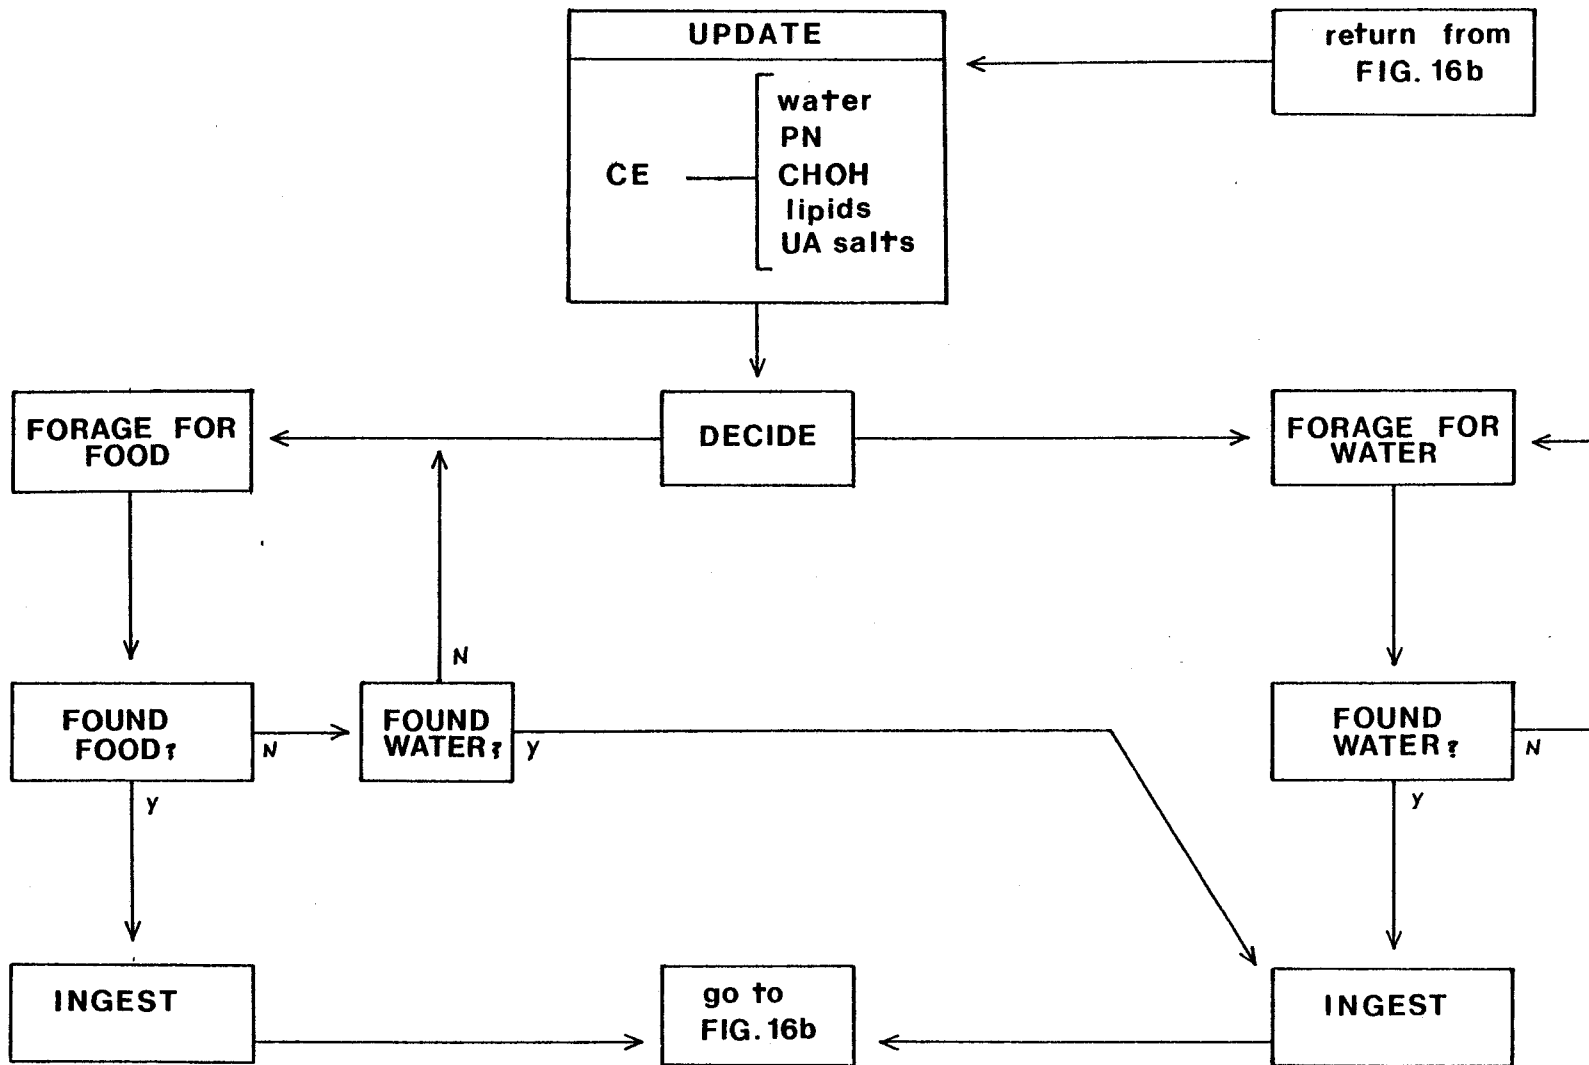 UPDATE
return from
FIG. 16b
CE
water
PN
CHOH
lipids
UA salts
FORAGE FOR
FOOD
DECIDE
FORAGE FOR
WATER
N
FOUND
FOOD?
N
FOUND
WATER?
y
FOUND
WATER?
N
y
y
INGEST
go to
FIG. 16b
INGEST